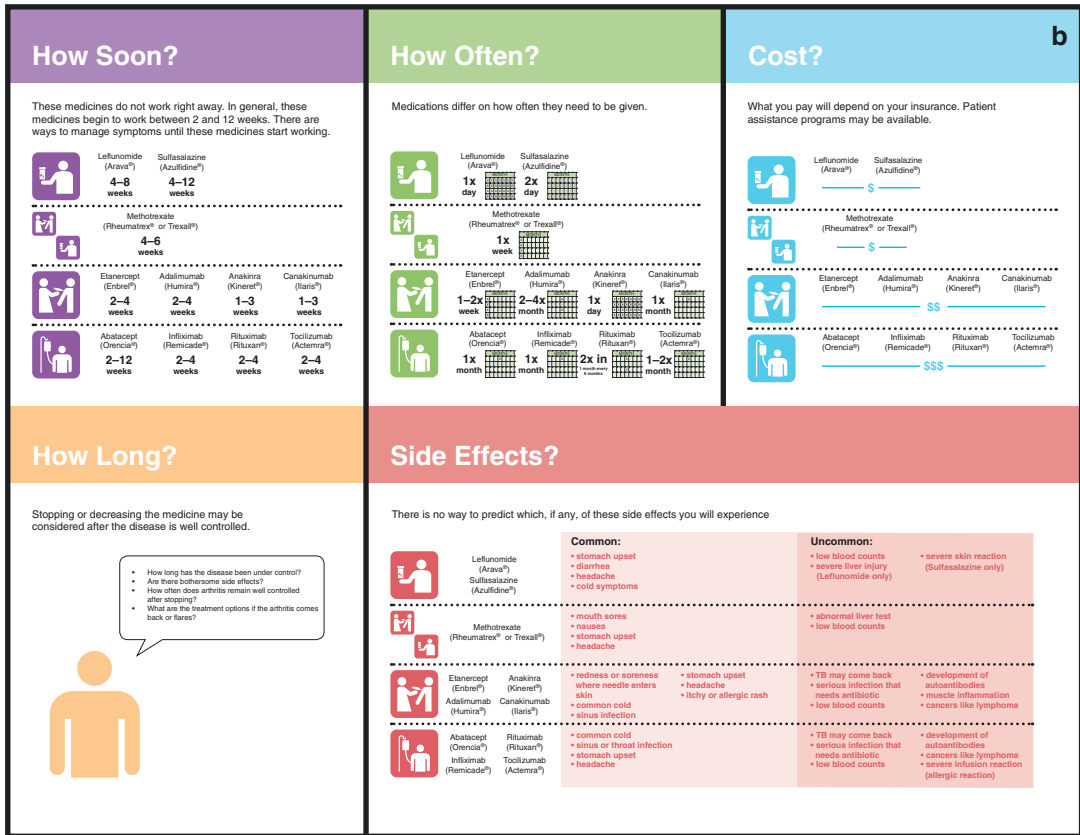 b
How Soon?
These medicines do not work right away. In general, these
medicines begin to work between 2 and 12 weeks. There are
ways to manage symptoms until these medicines start working.
Leflunomide Sulfasalazine
(Arava®) (Azulfidine®)
4–8 4–12
weeks weeks
Methotrexate
(Rheumatrex® or Trexall®)
4–6
weeks
Etanercept Adalimumab Anakinra Canakinumab
(Enbrel®) (Humira®) (Kineret®) (Ilaris®)
2–4 2–4 1–3 1–3
weeks weeks weeks weeks
Abatacept Infliximab Rituximab Tocilizumab
(Orencia®) (Remicade®) (Rituxan®) (Actemra®)
2–12 2–4 2–4 2–4
weeks weeks weeks weeks
How Often?
Medications differ on how often they need to be given.
Leflunomide Sulfasalazine
(Arava®) (Azulfidine®)
1x 2x
day day
Methotrexate
(Rheumatrex® or Trexall®)
1x
week
Etanercept Adalimumab Anakinra Canakinumab
(Enbrel®) (Humira®) (Kineret®) (Ilaris®)
1–2x 2–4x 1x 1x
week month day month
Abatacept Infliximab Rituximab Tocilizumab
(Orencia®) (Remicade®) (Rituxan®) (Actemra®)
1x 1x 2x in 1–2x
month month 1 month every month
6 months
Cost?
What you pay will depend on your insurance. Patient
assistance programs may be available.
Leflunomide Sulfasalazine
(Arava®) (Azulfidine®)
$
Methotrexate
(Rheumatrex® or Trexall®)
$
Etanercept Adalimumab Anakinra Canakinumab
(Enbrel®) (Humira®) (Kineret®) (Ilaris®)
$$
Abatacept Infliximab Rituximab Tocilizumab
(Orencia®) (Remicade®) (Rituxan®) (Actemra®)
$$$
How Long?
Stopping or decreasing the medicine may be
considered after the disease is well controlled.
• How long has the disease been under control?
• Are there bothersome side effects?
• How often does arthritis remain well controlled
after stopping?
• What are the treatment options if the arthritis comes
back or flares?
Side Effects?
There is no way to predict which, if any, of these side effects you will experience
Common: Uncommon:
Leflunomide
(Arava®)
Sulfasalazine
(Azulfidine®)
• stomach upset
• diarrhea
• headache
• cold symptoms
• low blood counts
• severe liver injury
(Leflunomide only)
• severe skin reaction
(Sulfasalazine only)
Methotrexate
(Rheumatrex® or Trexall®)
• mouth sores
• nausea
• stomach upset
• headache
• abnormal liver test
• low blood counts
Etanercept Anakinra
(Enbrel®) (Kineret®)
Adalimumab Canakinumab
(Humira®) (Ilaris®)
• redness or soreness
where needle enters
skin
• common cold
• sinus infection
• stomach upset
• headache
• itchy or allergic rash
• TB may come back
• serious infection that
needs antibiotic
• low blood counts
• development of
autoantibodies
• muscle inflammation
• cancers like lymphoma
Abatacept Rituximab
(Orencia®) (Rituxan®)
Infliximab Tocilizumab
(Remicade®) (Actemra®)
• common cold
• sinus or throat infection
• stomach upset
• headache
• TB may come back
• serious infection that
needs antibiotic
• low blood counts
• development of
autoantibodies
• cancers like lymphoma
• severe infusion reaction
(allergic reaction)